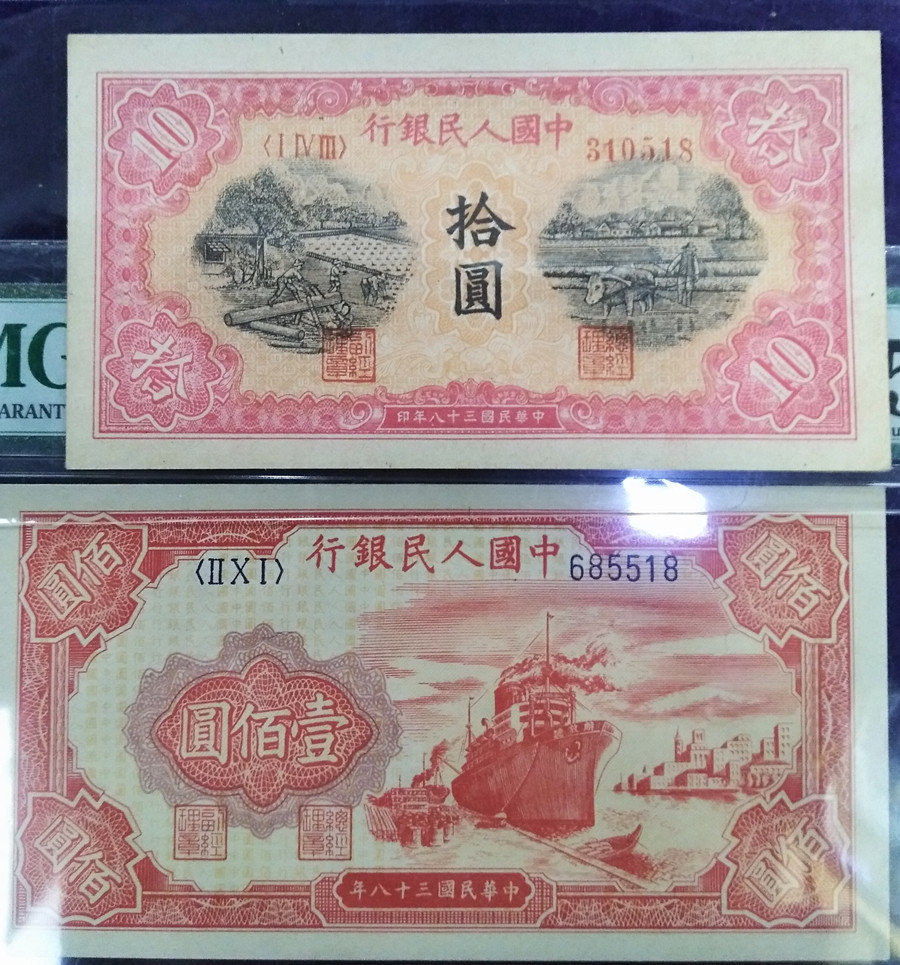 10
拾
中國人民銀行
〈I IV III〉
310518
拾圓
副經理章
總經理章
拾
10
中華民國三十八年印
MG
ARANT
佰圓
佰圓
中國人民銀行
〈II X I〉
685518
壹佰圓
副經理章
總經理章
佰圓
佰圓
中華民國三十八年